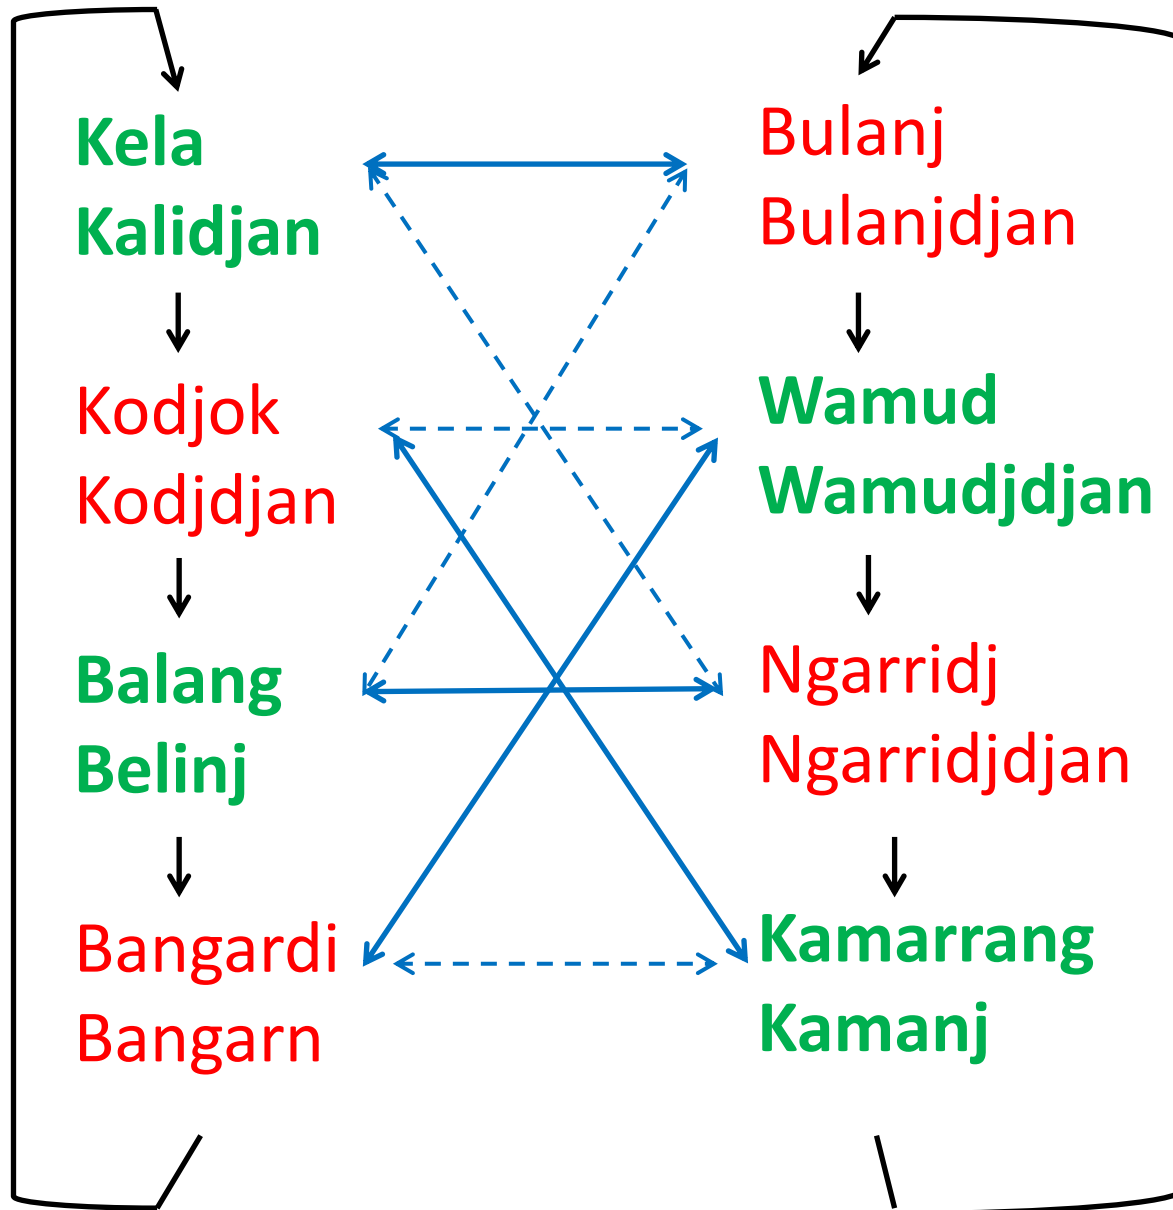 Kela
Kalidjan
Kodjok
Kodjdjan
Balang
Belinj
Bangardi
Bangarn
Bulanj
Bulanjdjan
Wamud
Wamudjdjan
Ngarridj
Ngarridjdjan
Kamarrang
Kamanj